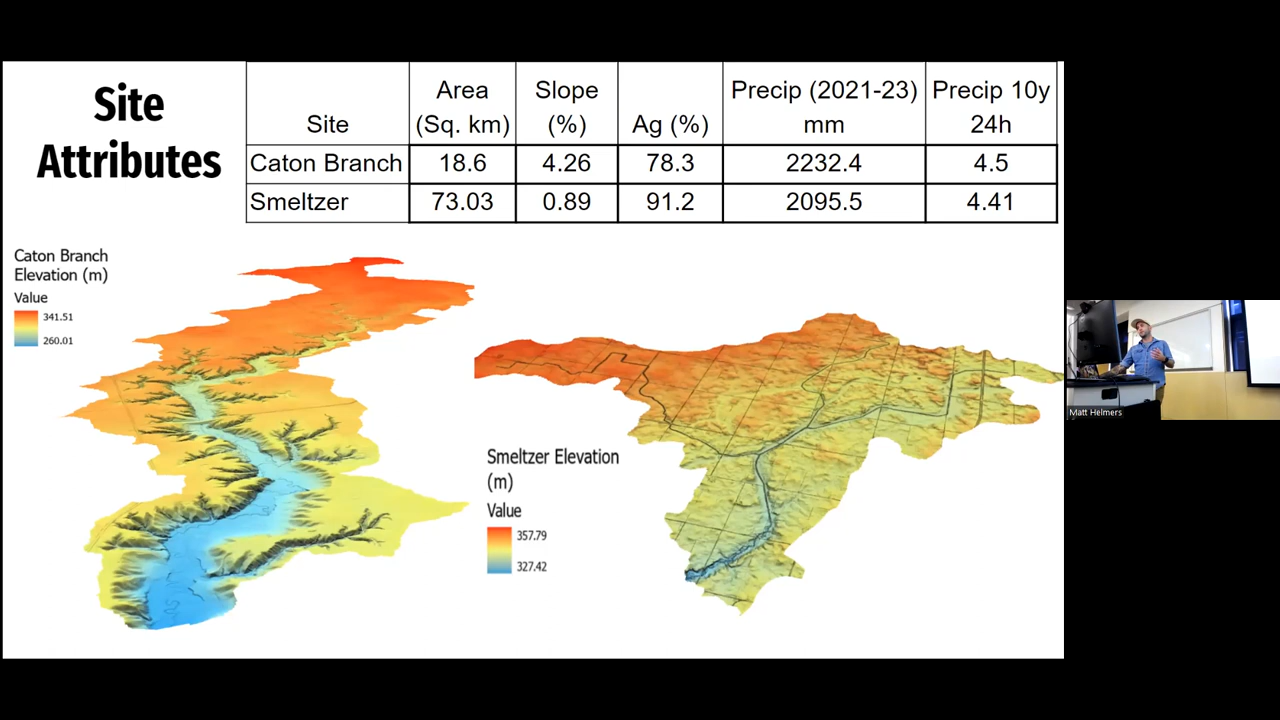 Site
Attributes
Site	Area (Sq. km)	Slope (%)	Ag (%)	Precip (2021-23) mm	Precip 10y 24h
Caton Branch	18.6	4.26	78.3	2232.4	4.5
Smeltzer	73.03	0.89	91.2	2095.5	4.41
Caton Branch
Elevation (m)
Value
341.51
260.01
Smeltzer Elevation
(m)
Value
357.79
327.42
Matt Helmers